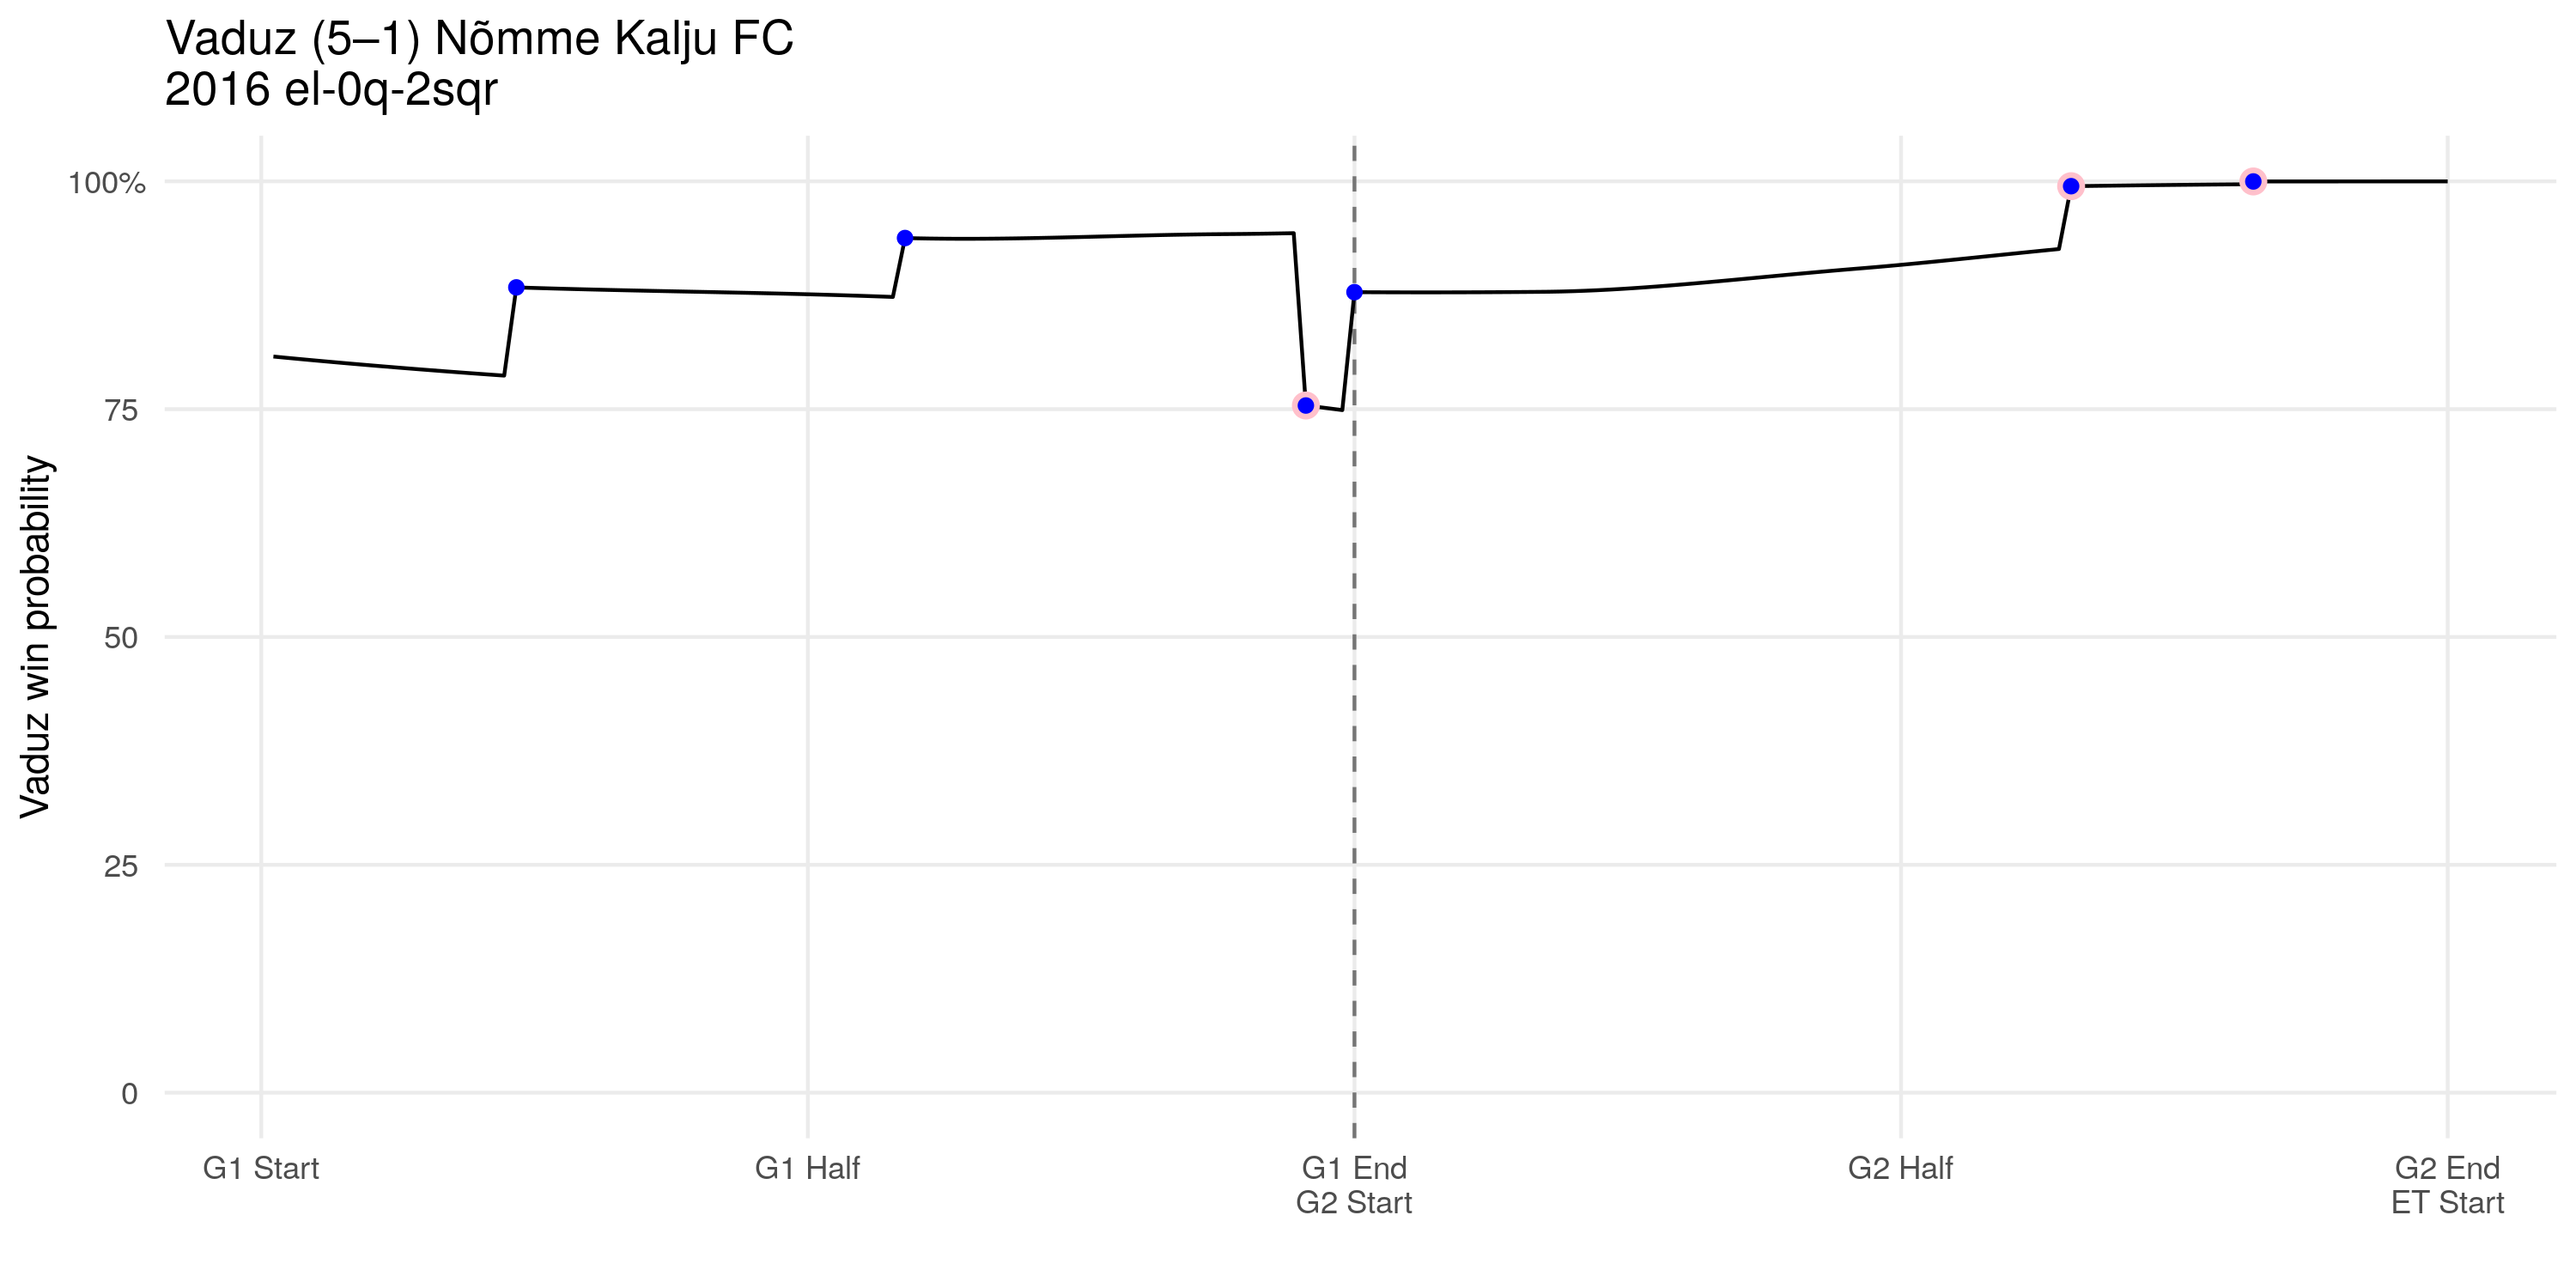 Vaduz (5–1) Nõmme Kalju FC
2016 el-0q-2sqr
Vaduz win probability
100%
75
50
25
0
G1 Start
G1 Half
G1 End
G2 Start
G2 Half
G2 End
ET Start